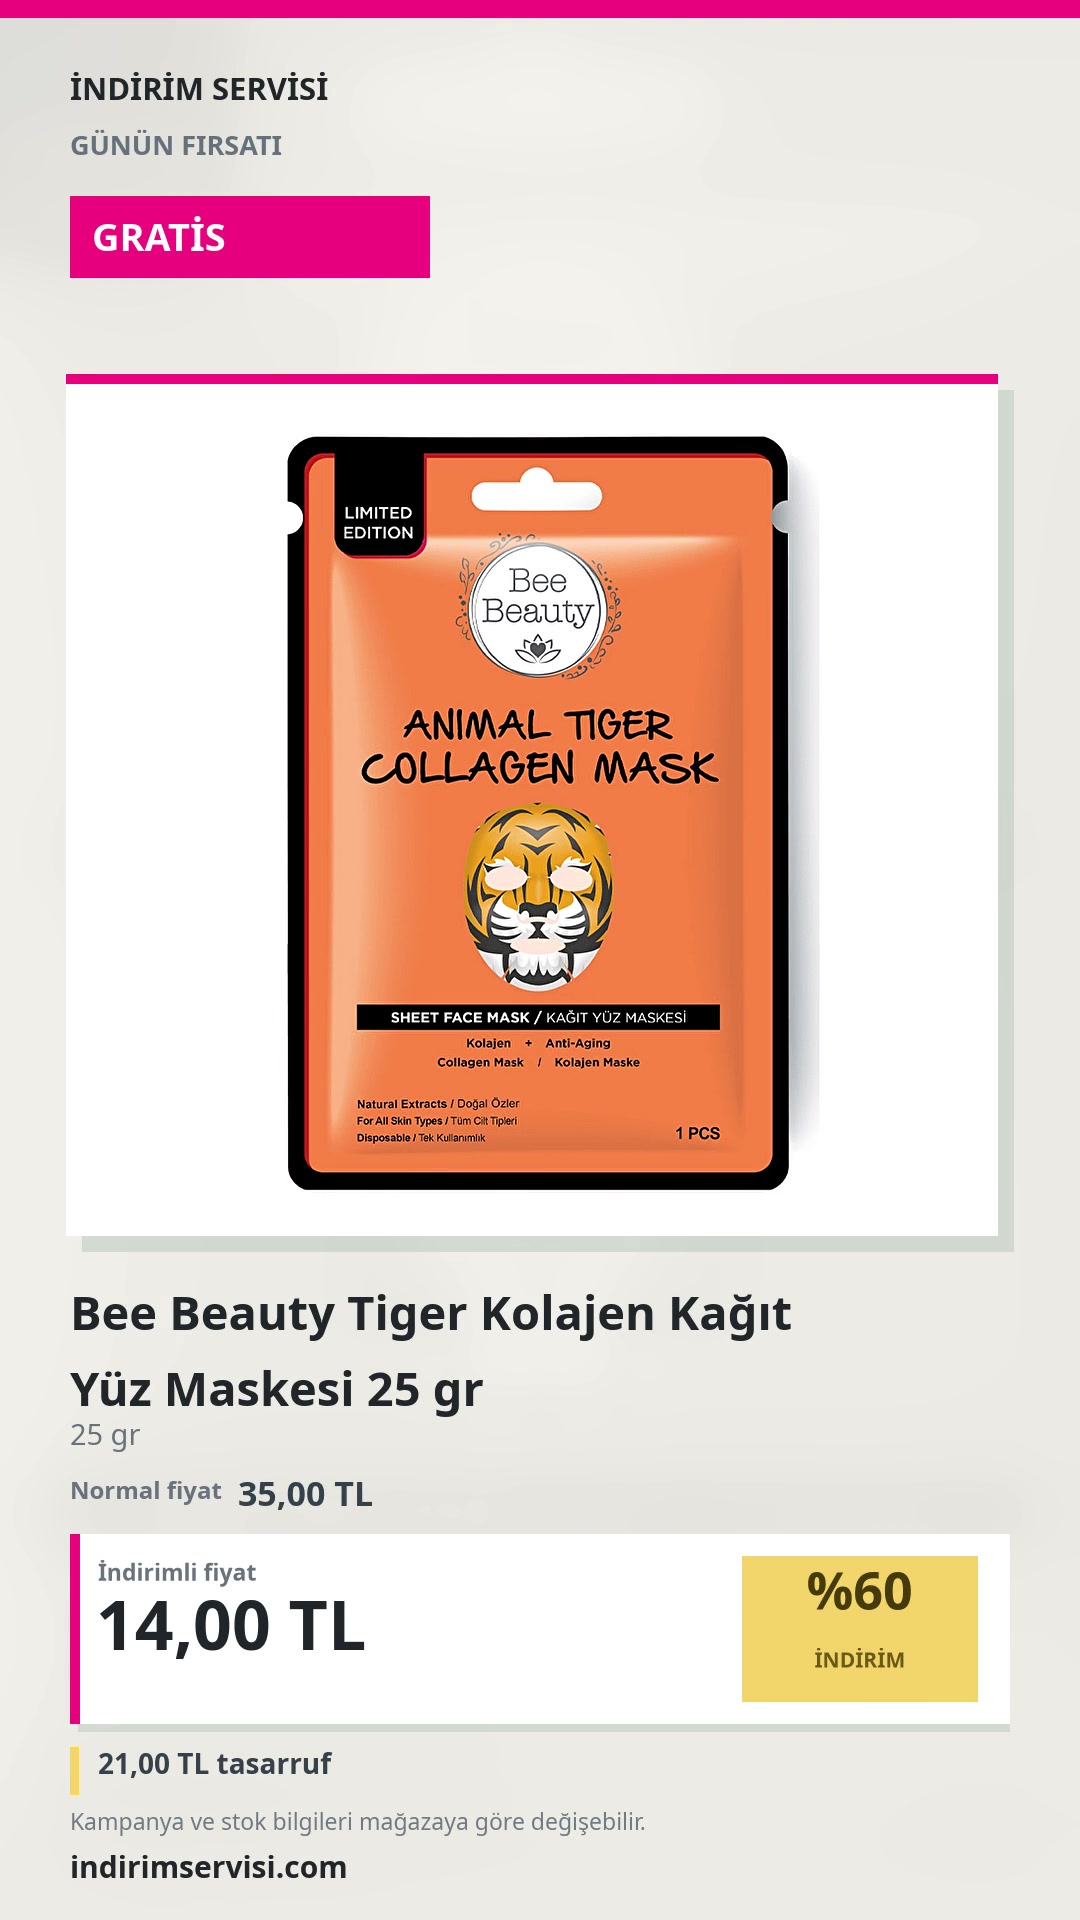 İNDİRİM SERVİSİ
GÜNÜN FIRSATI
GRATİS
LIMITED
EDITION
Bee
Beauty
ANIMAL TIGER
COLLAGEN MASK
SHEET FACE MASK / KAĞIT YÜZ MASKESİ
Kolajen + Anti-Aging
Collagen Mask / Kolajen Maske
Natural Extracts / Doğal Özler
For All Skin Types / Tüm Cilt Tipleri
Disposable / Tek Kullanımlık
1 PCS
Bee Beauty Tiger Kolajen Kağıt
Yüz Maskesi 25 gr
25 gr
Normal fiyat 35,00 TL
İndirimli fiyat
14,00 TL
%60
İNDİRİM
21,00 TL tasarruf
Kampanya ve stok bilgileri mağazaya göre değişebilir.
indirimservisi.com